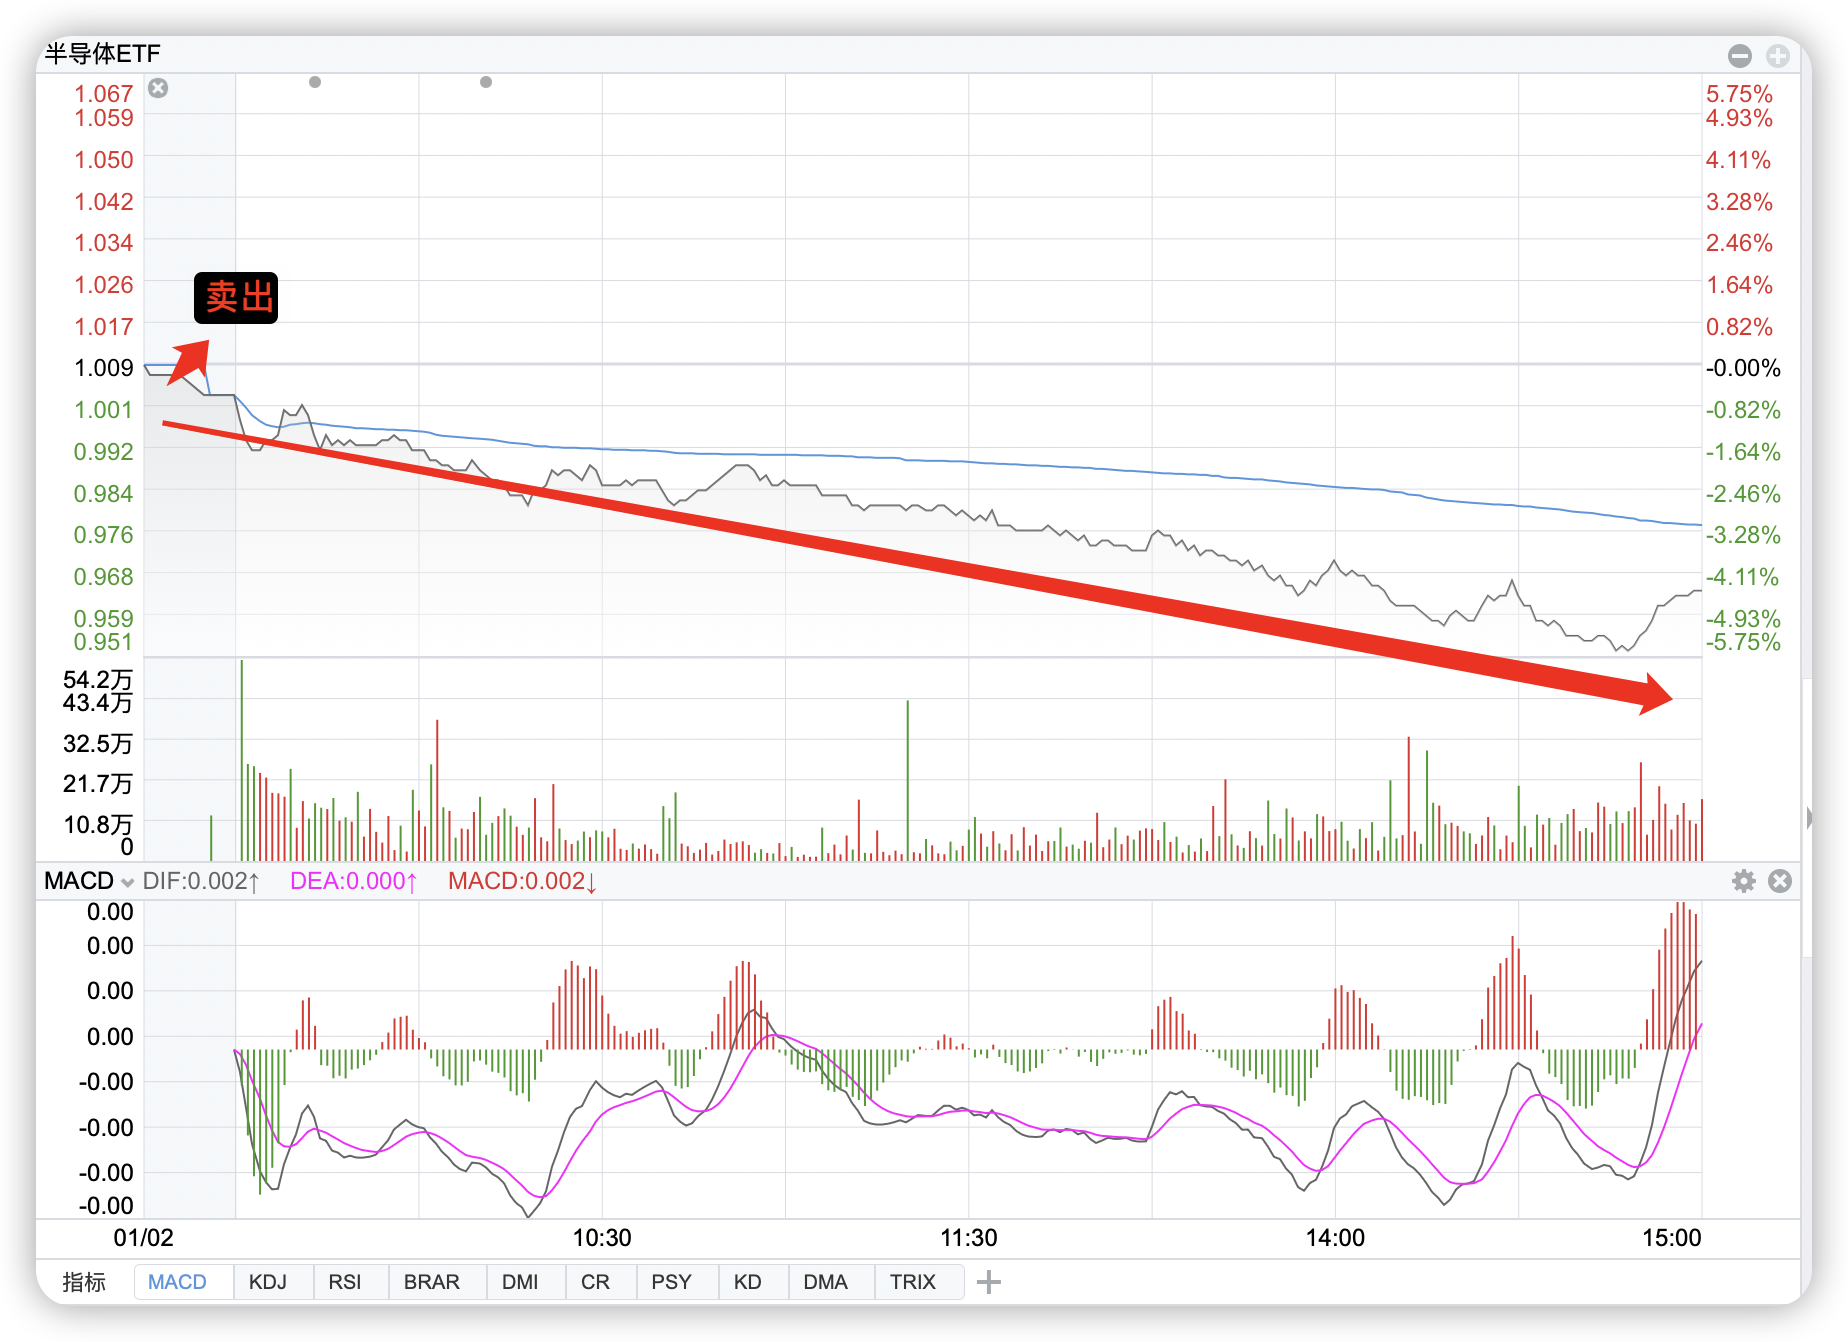 半导体ETF
1.067 5.75%
1.059 4.93%
1.050 4.11%
1.042 3.28%
1.034 2.46%
1.026 1.64%
卖出
1.017 0.82%
1.009 -0.00%
1.001 -0.82%
0.992 -1.64%
0.984 -2.46%
0.976 -3.28%
0.968 -4.11%
0.959 -4.93%
0.951 -5.75%
54.2万
43.4万
32.5万
21.7万
10.8万
0
MACD DIF:0.002↑ DEA:0.000↑ MACD:0.002↓
0.00
0.00
0.00
0.00
-0.00
-0.00
-0.00
-0.00
01/02 10:30 11:30 14:00 15:00
指标 MACD KDJ RSI BRAR DMI CR PSY KD DMA TRIX